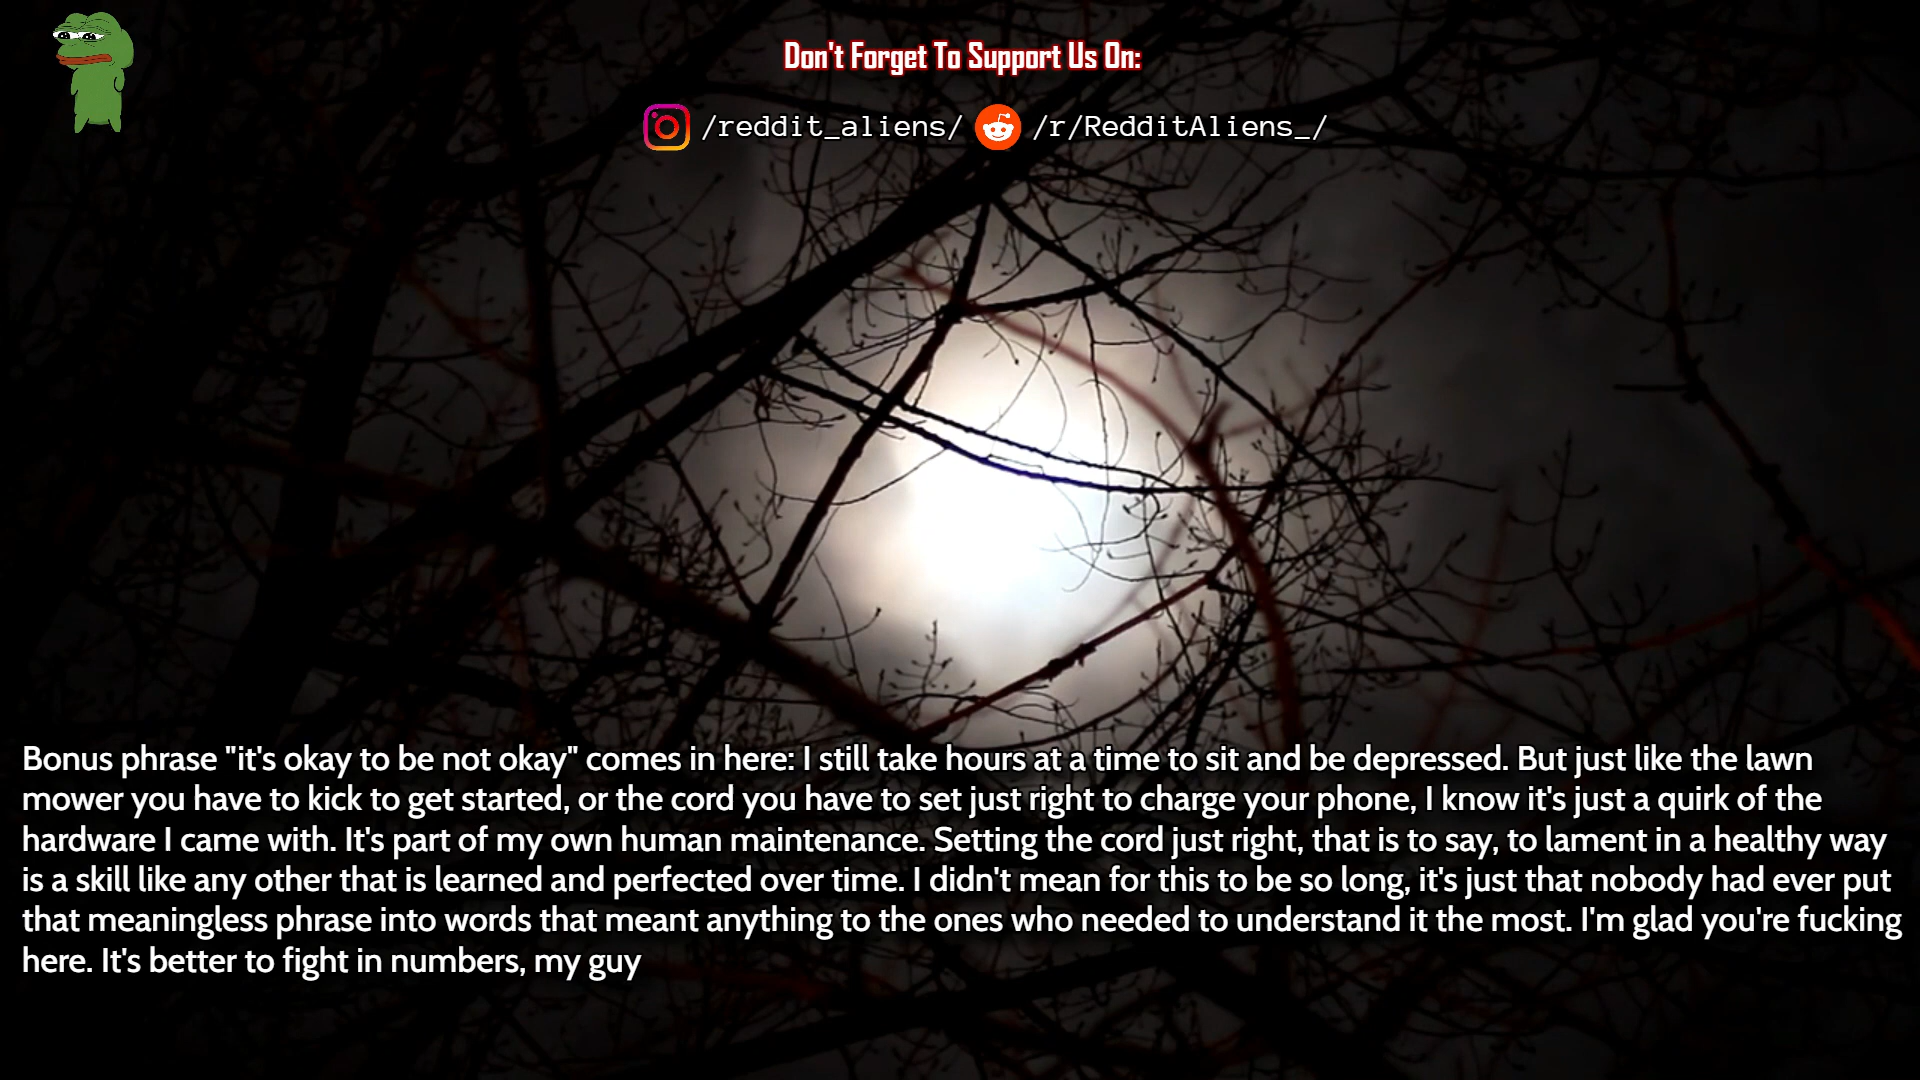 Don't Forget To Support Us On:
/reddit_aliens/ /r/RedditAliens_/
Bonus phrase "it's okay to be not okay" comes in here: I still take hours at a time to sit and be depressed. But just like the lawn
mower you have to kick to get started, or the cord you have to set just right to charge your phone, I know it's just a quirk of the
hardware I came with. It's part of my own human maintenance. Setting the cord just right, that is to say, to lament in a healthy way
is a skill like any other that is learned and perfected over time. I didn't mean for this to be so long, it's just that nobody had ever put
that meaningless phrase into words that meant anything to the ones who needed to understand it the most. I'm glad you're fucking
here. It's better to fight in numbers, my guy